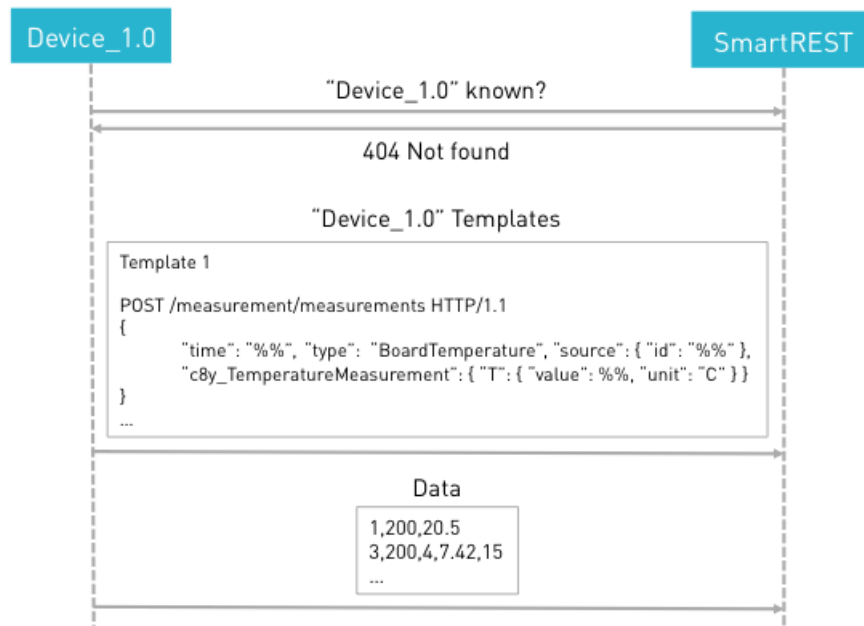 Device_1.0
SmartREST
“Device_1.0” known?
404 Not found
“Device_1.0” Templates
Template 1
POST /measurement/measurements HTTP/1.1
{
“time”: “%%”, “type”: “BoardTemperature”, “source”: { “id”: “%%” },
“c8y_TemperatureMeasurement”: { “T”: { “value”: %%, “unit”: “C” } }
}
...
Data
1,200,20.5
3,200,4,7.42,15
...